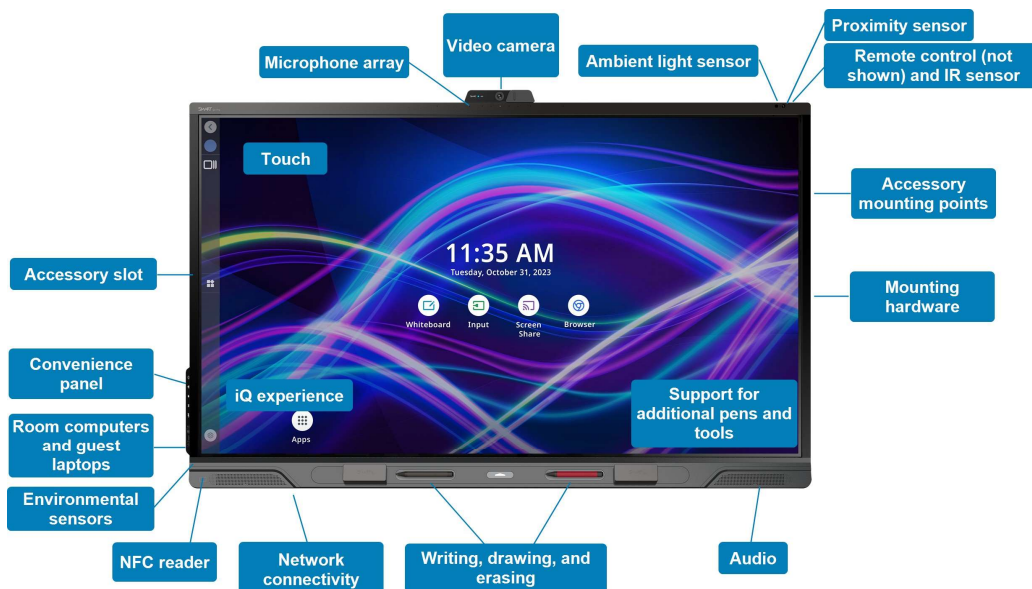 Video camera
Microphone array
Ambient light sensor
Proximity sensor
Remote control (not
shown) and IR sensor
SMART
Touch
Accessory
mounting points
11:35 AM
Tuesday, October 31, 2023
Accessory slot
Mounting
hardware
Whiteboard
Input
Screen
Share
Browser
Convenience
panel
iQ experience
Support for
additional pens and
tools
Apps
Room computers
and guest
laptops
Environmental
sensors
NFC reader
Network
connectivity
Writing, drawing, and
erasing
Audio